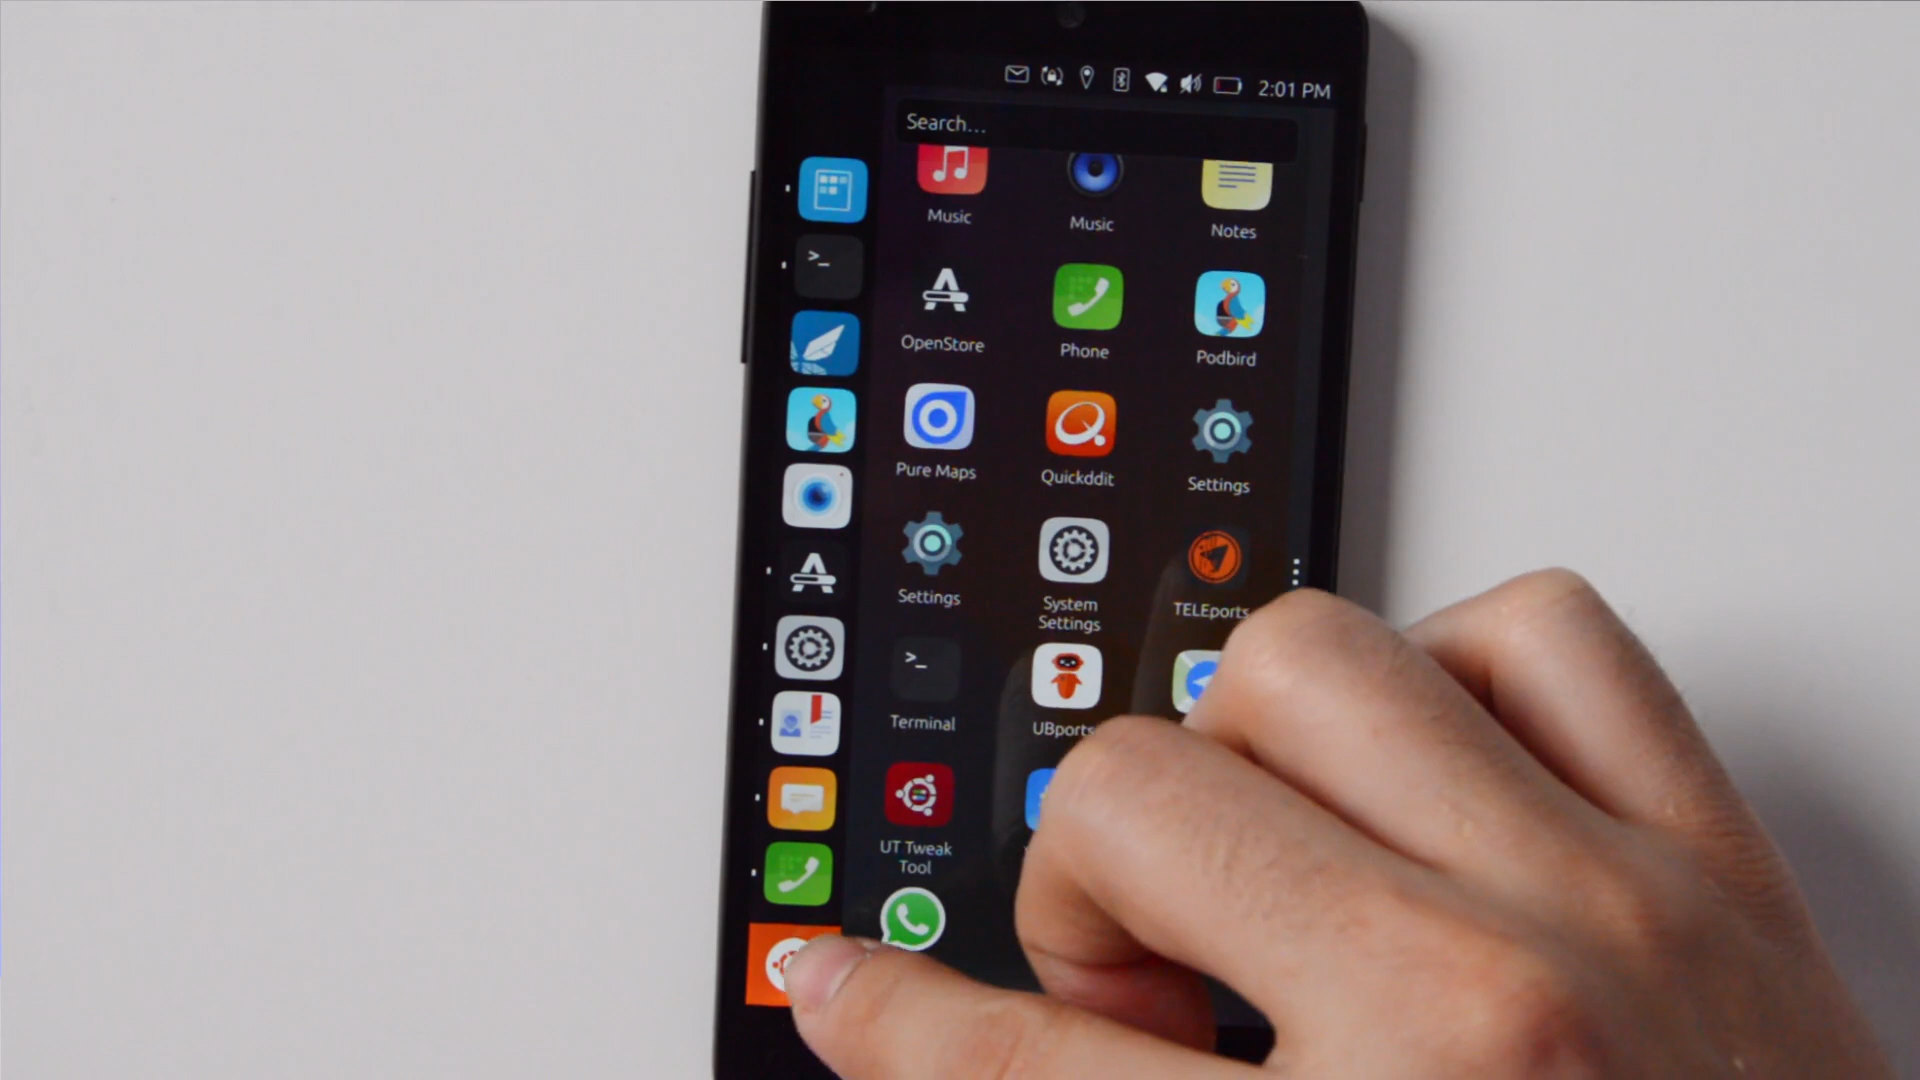 2:01 PM
Search...
Music
Music
Notes
OpenStore
Phone
Podbird
Pure Maps
Quickddit
Settings
Settings
System
Settings
TELEports
>_
>_
Terminal
UBports
UT Tweak
Tool